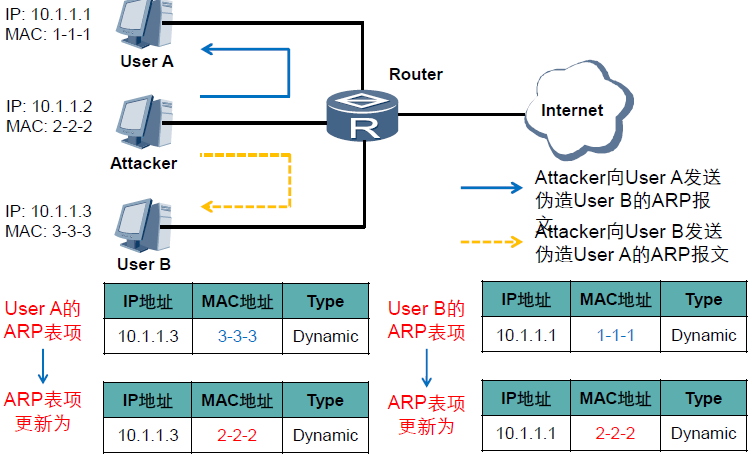 IP: 10.1.1.1
MAC: 1-1-1
User A
Router
IP: 10.1.1.2
MAC: 2-2-2
Attacker
R
Internet
IP: 10.1.1.3
MAC: 3-3-3
User B
Attacker向User A发送
伪造User B的ARP报
文
Attacker向User B发送
伪造User A的ARP报文
User A的
ARP表项
IP地址 MAC地址 Type
10.1.1.3 3-3-3 Dynamic
User B的
ARP表项
IP地址 MAC地址 Type
10.1.1.1 1-1-1 Dynamic
ARP表项
更新为
IP地址 MAC地址 Type
10.1.1.3 2-2-2 Dynamic
ARP表项
更新为
IP地址 MAC地址 Type
10.1.1.1 2-2-2 Dynamic